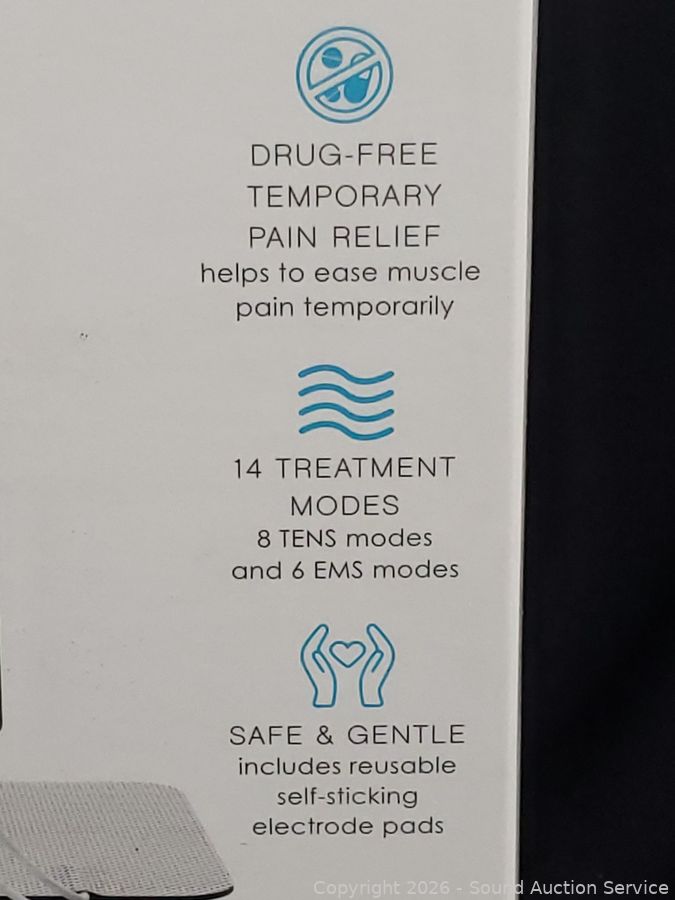 DRUG-FREE
TEMPORARY
PAIN RELIEF
helps to ease muscle
pain temporarily
14 TREATMENT
MODES
8 TENS modes
and 6 EMS modes
SAFE & GENTLE
includes reusable
self-sticking
electrode pads
Copyright 2026 - Sound Auction Service